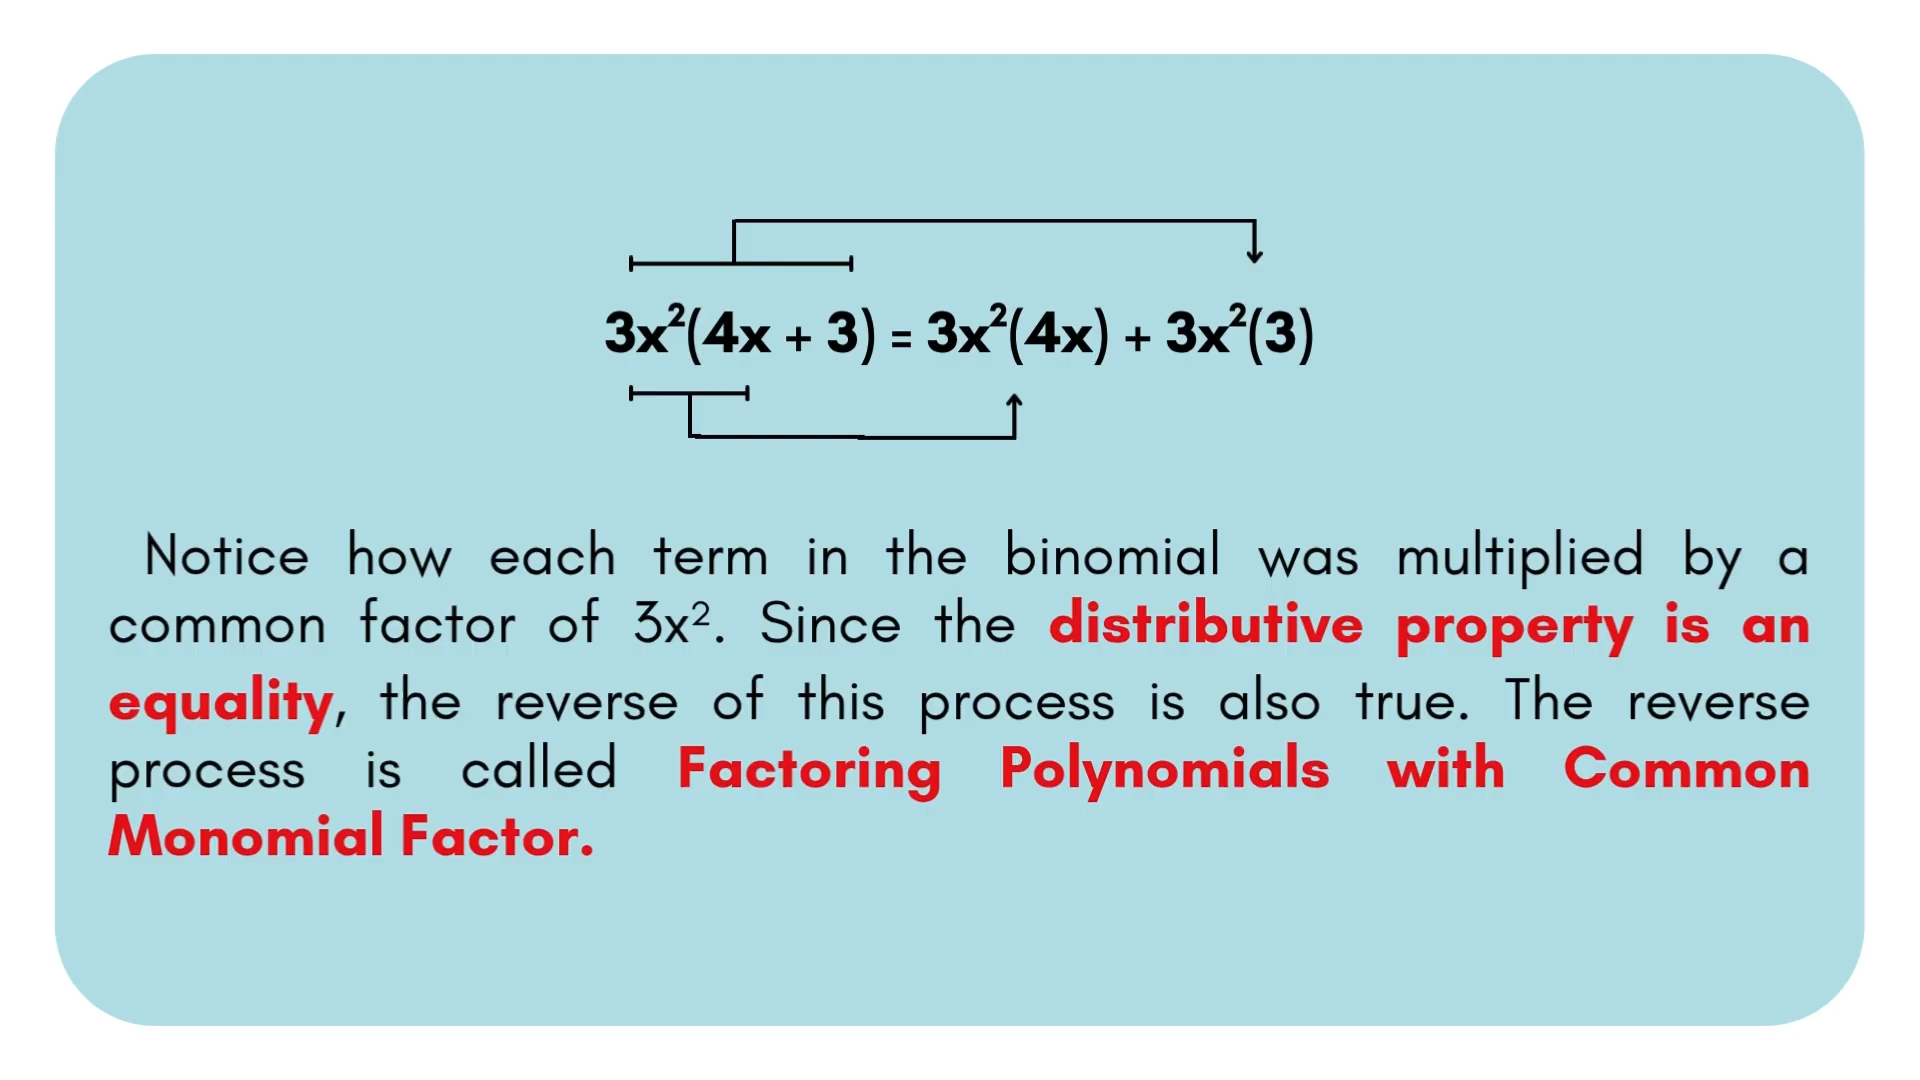 3x²(4x + 3) = 3x²(4x) + 3x²(3)
Notice how each term in the binomial was multiplied by a
common factor of 3x². Since the distributive property is an
equality, the reverse of this process is also true. The reverse
process is called Factoring Polynomials with Common
Monomial Factor.